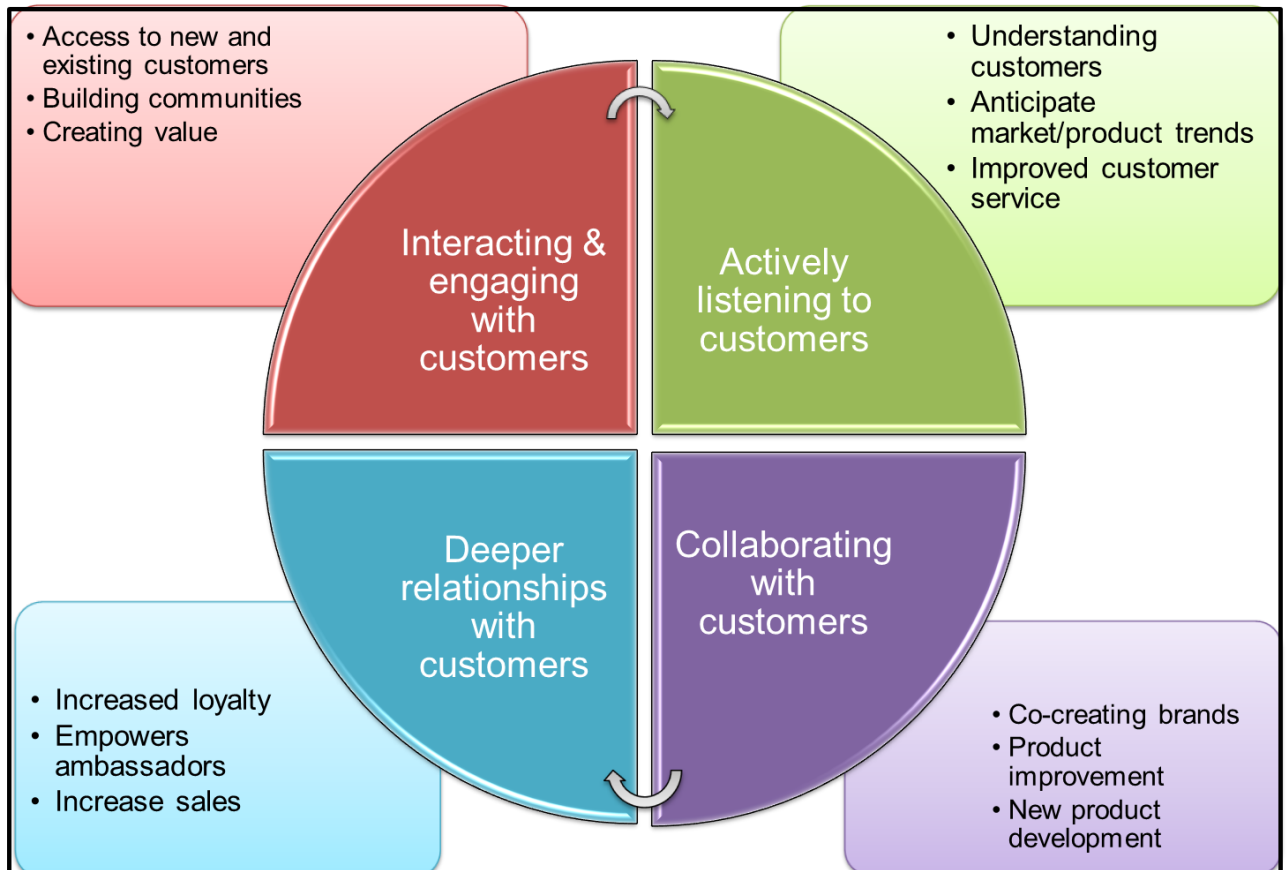 • Access to new and
existing customers
• Building communities
• Creating value
• Understanding
customers
• Anticipate
market/product trends
• Improved customer
service
Interacting &
engaging
with
customers
Actively
listening to
customers
Deeper
relationships
with
customers
Collaborating
with
customers
• Increased loyalty
• Empowers
ambassadors
• Increase sales
• Co-creating brands
• Product
improvement
• New product
development